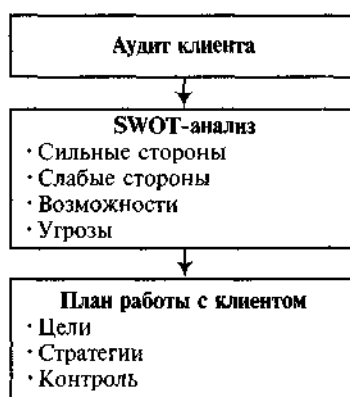 Аудит клиента
SWOT-анализ
· Сильные стороны
· Слабые стороны
· Возможности
· Угрозы
План работы с клиентом
· Цели
· Стратегии
· Контроль